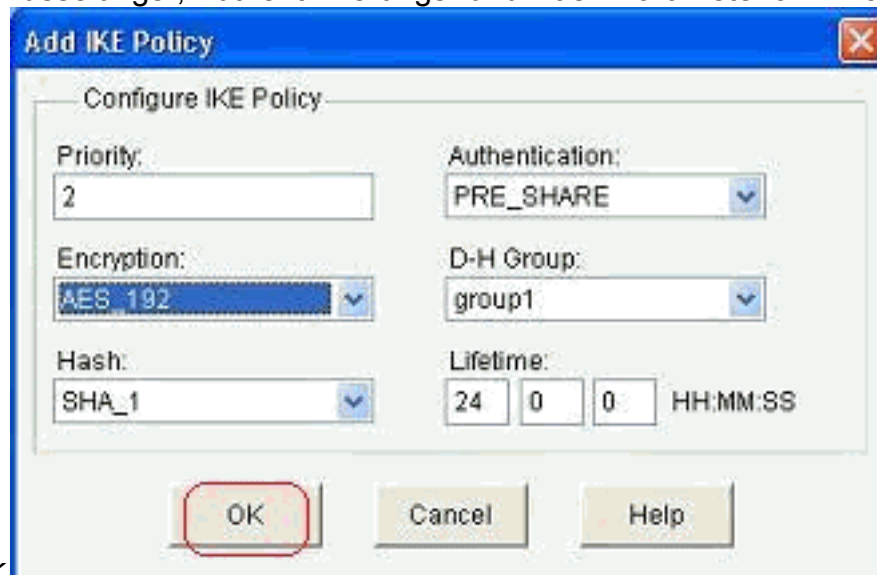 Add IKE Policy
Configure IKE Policy
Priority:
2
Authentication:
PRE_SHARE
Encryption:
AES_192
D-H Group:
group1
Hash:
SHA_1
Lifetime:
24 0 0 HH:MM:SS
OK Cancel Help